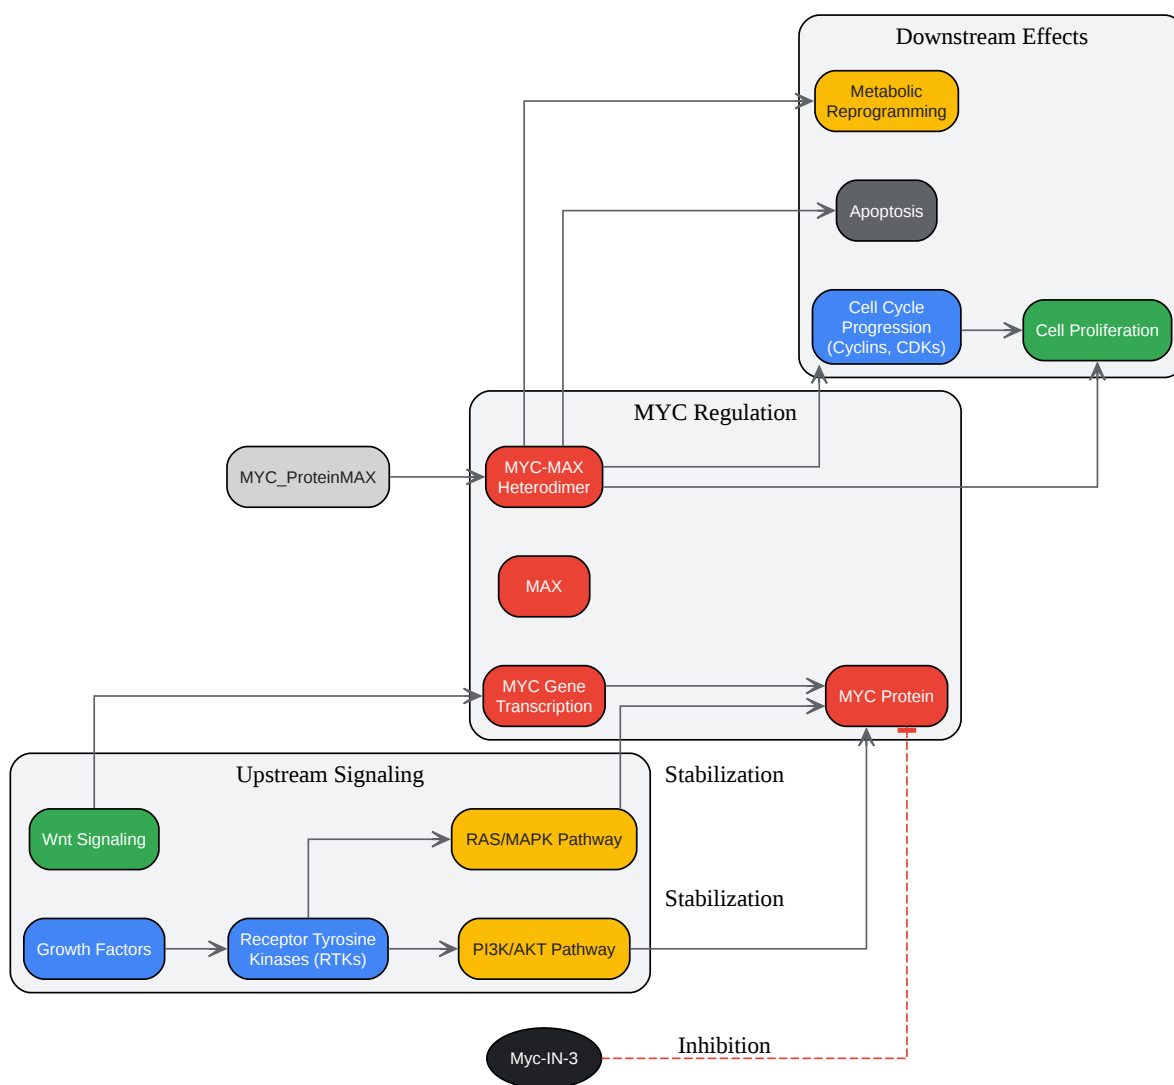 Downstream Effects
Metabolic
Reprogramming
Apoptosis
Cell Cycle
Progression
(Cyclins, CDKs)
Cell Proliferation
MYC Regulation
MYC_ProteinMAX
MYC-MAX
Heterodimer
MAX
MYC Gene
Transcription
MYC Protein
Upstream Signaling
Stabilization
Wnt Signaling
RAS/MAPK Pathway
Stabilization
Growth Factors
Receptor Tyrosine
Kinases (RTKs)
PI3K/AKT Pathway
Myc-IN-3
Inhibition